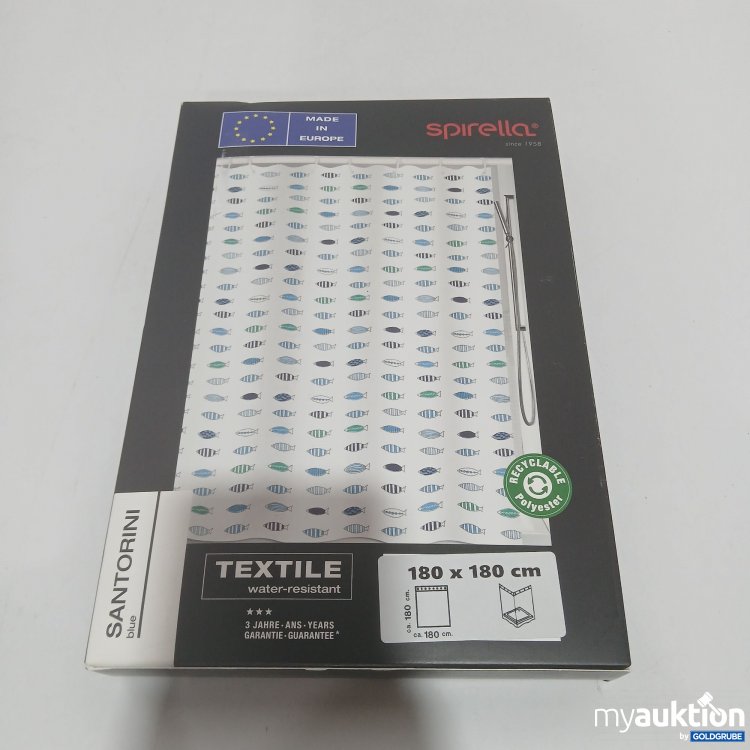 MADE
IN
EUROPE
spirella®
since 1958
RECYCLABLE
Polyester
SANTORINI
blue
TEXTILE
water-resistant
★★★
3 JAHRE·ANS·YEARS
GARANTIE·GUARANTEE*
180 x 180 cm
ca. 180 cm.
ca. 180 cm.
myauktion
by GOLDGRUBE